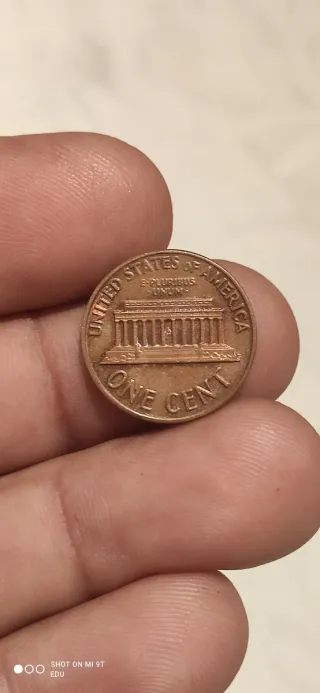 UNITED STATES OF AMERICA
E·PLURIBUS
·UNUM·
ONE CENT
SHOT ON MI 9T
EDU